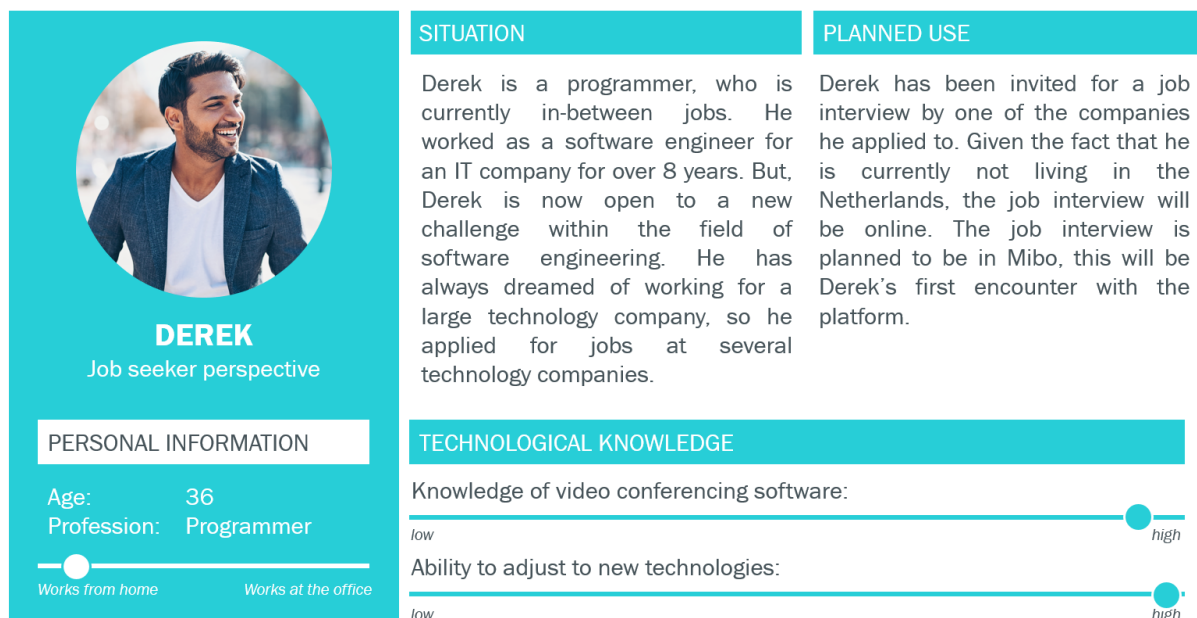 DEREK
Job seeker perspective
PERSONAL INFORMATION
Age: 36
Profession: Programmer
Works from home Works at the office
SITUATION
Derek is a programmer, who is
currently in-between jobs. He
worked as a software engineer for
an IT company for over 8 years. But,
Derek is now open to a new
challenge within the field of
software engineering. He has
always dreamed of working for a
large technology company, so he
applied for jobs at several
technology companies.
PLANNED USE
Derek has been invited for a job
interview by one of the companies
he applied to. Given the fact that he
is currently not living in the
Netherlands, the job interview will
be online. The job interview is
planned to be in Mibo, this will be
Derek’s first encounter with the
platform.
TECHNOLOGICAL KNOWLEDGE
Knowledge of video conferencing software:
low high
Ability to adjust to new technologies:
low high